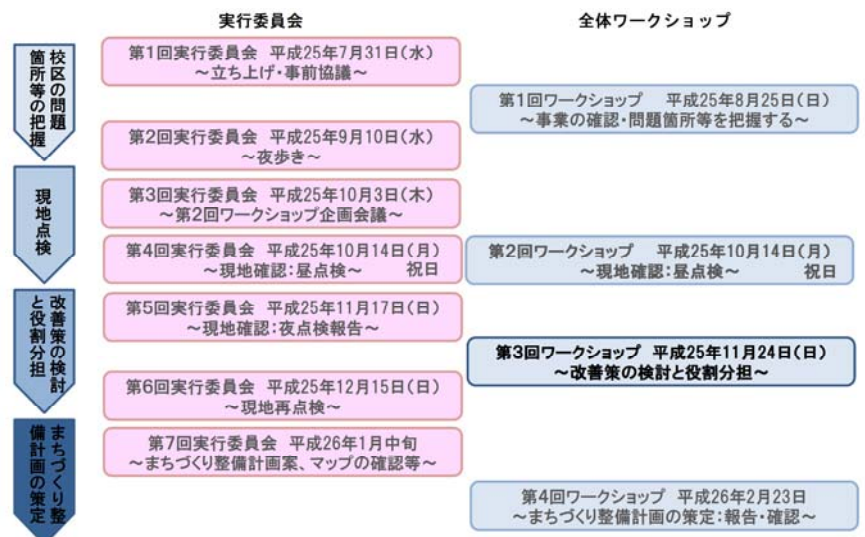 実行委員会
全体ワークショップ
校区の問題
箇所等の把握
第1回実行委員会 平成25年7月31日(水)
～立ち上げ・事前協議～
第1回ワークショップ 平成25年8月25日(日)
～事業の確認・問題箇所等を把握する～
第2回実行委員会 平成25年9月10日(水)
～夜歩き～
現地点検
第3回実行委員会 平成25年10月3日(木)
～第2回ワークショップ企画会議～
第4回実行委員会 平成25年10月14日(月)
～現地確認:昼点検～ 祝日
第2回ワークショップ 平成25年10月14日(月)
～現地確認:昼点検～ 祝日
改善策の検討
と役割分担
第5回実行委員会 平成25年11月17日(日)
～現地確認:夜点検報告～
第3回ワークショップ 平成25年11月24日(日)
～改善策の検討と役割分担～
第6回実行委員会 平成25年12月15日(日)
～現地再点検～
まちづくり整
備計画の策定
第7回実行委員会 平成26年1月中旬
～まちづくり整備計画案、マップの確認等～
第4回ワークショップ 平成26年2月23日
～まちづくり整備計画の策定:報告・確認～